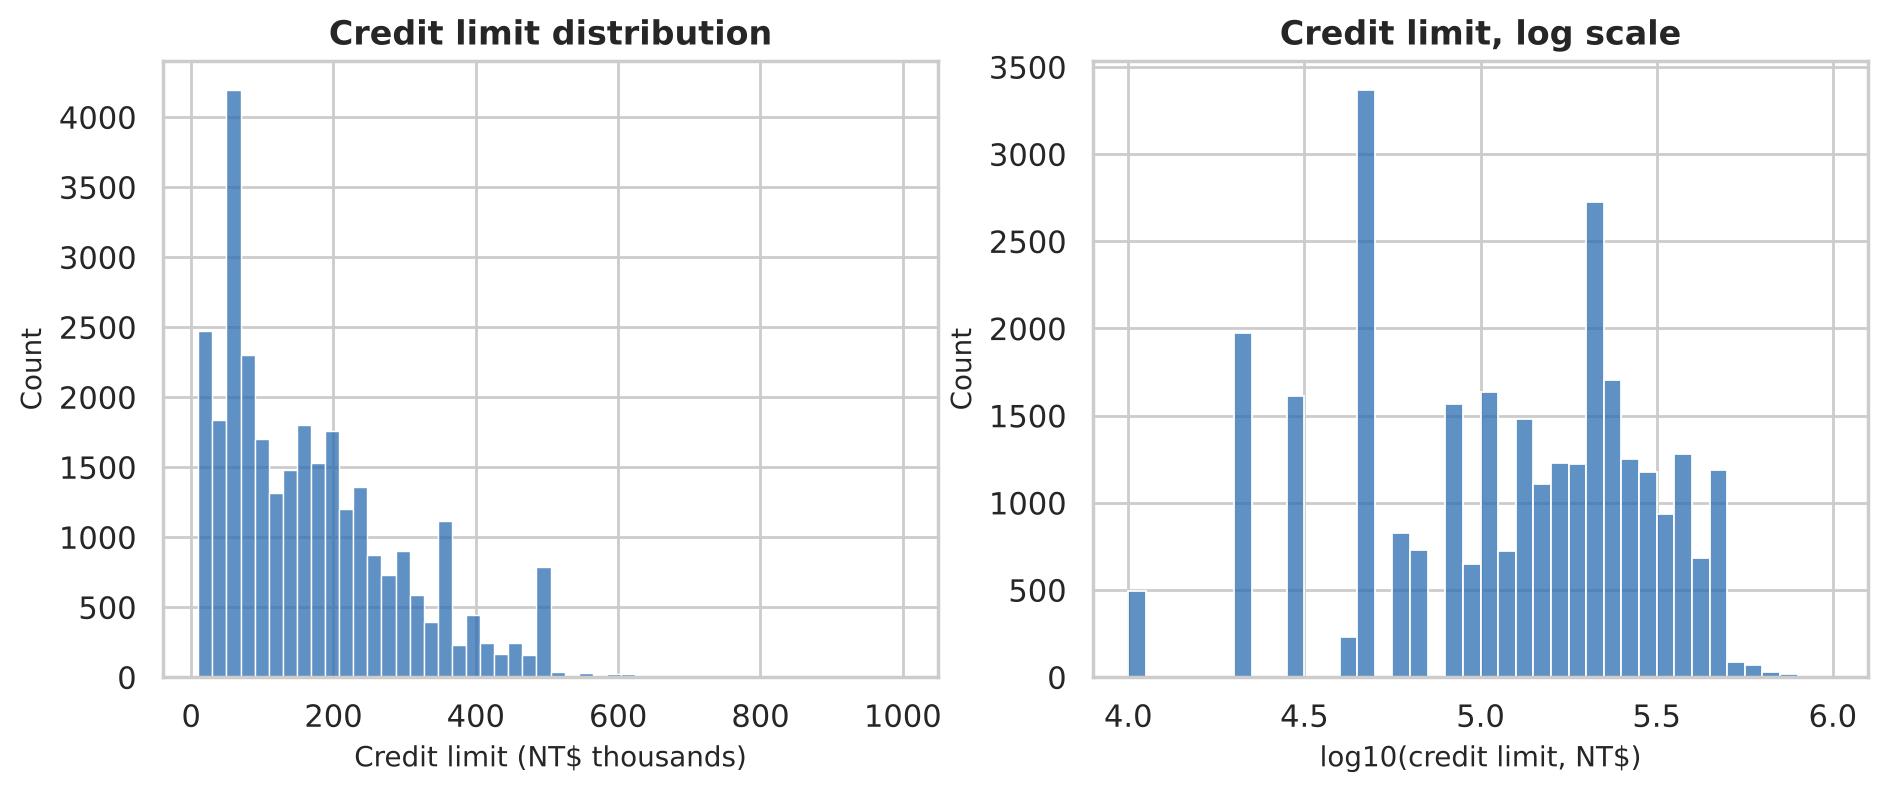 Credit limit distribution
4000
3500
3000
2500
2000
1500
1000
500
0
Count
0 200 400 600 800 1000
Credit limit (NT$ thousands)
Credit limit, log scale
3500
3000
2500
2000
1500
1000
500
0
Count
4.0 4.5 5.0 5.5 6.0
log10(credit limit, NT$)